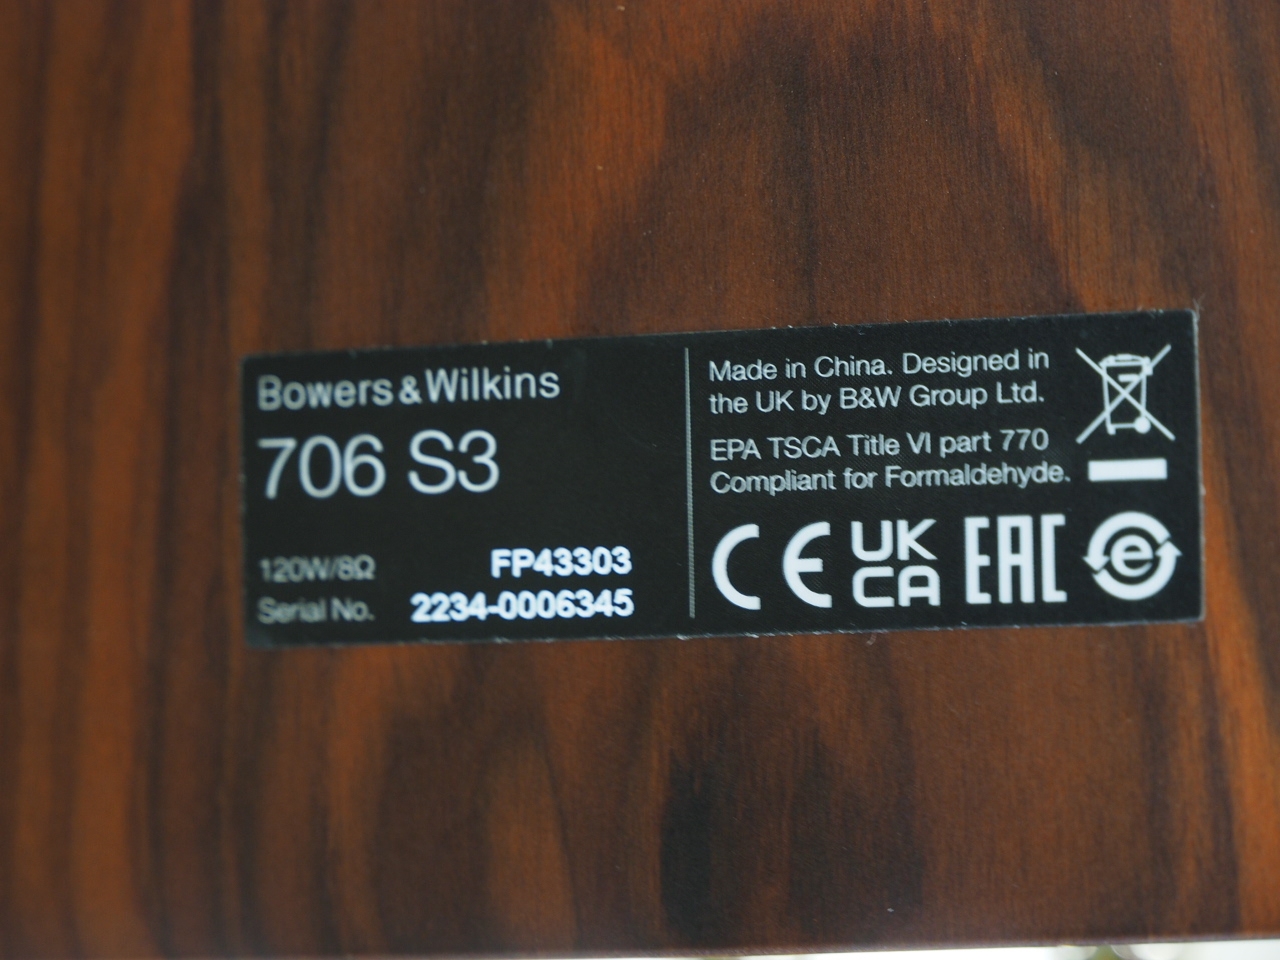 Bowers & Wilkins
706 S3
120W/8Ω
FP43303
Serial No.
2234-0006345
Made in China. Designed in
the UK by B&W Group Ltd.
EPA TSCA Title VI part 770
Compliant for Formaldehyde.
CE UK CA EAC e